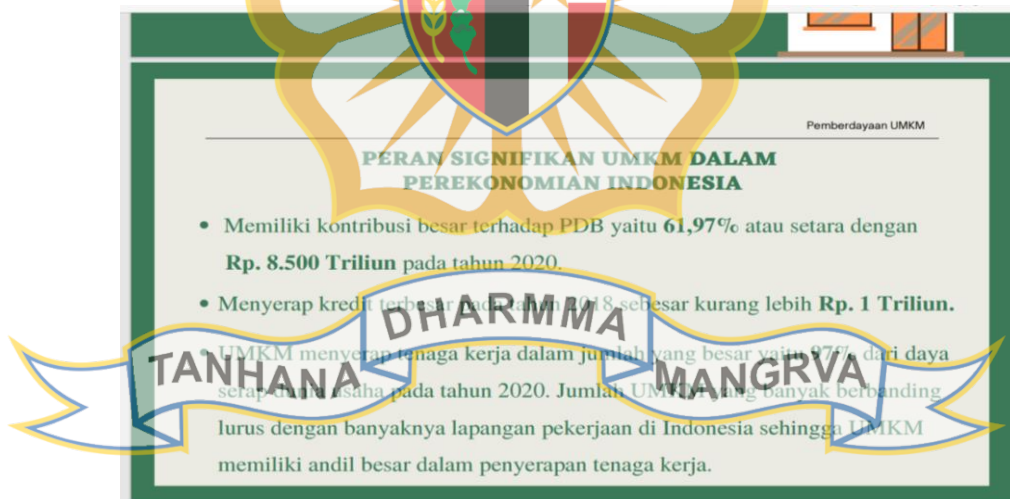 Pemberdayaan UMKM
PERAN SIGNIFIKAN UMKM DALAM
PEREKONOMIAN INDONESIA
• Memiliki kontribusi besar terhadap PDB yaitu 61,97% atau setara dengan
Rp. 8.500 Triliun pada tahun 2020.
• Menyerap kredit terbesar pada tahun 2018 sebesar kurang lebih Rp. 1 Triliun.
• UMKM menyerap tenaga kerja dalam jumlah yang besar yaitu 97% dari daya
serap dunia usaha pada tahun 2020. Jumlah UMKM yang banyak berbanding
lurus dengan banyaknya lapangan pekerjaan di Indonesia sehingga UMKM
memiliki andil besar dalam penyerapan tenaga kerja.
TANHANA DHARMMA MANGRVA